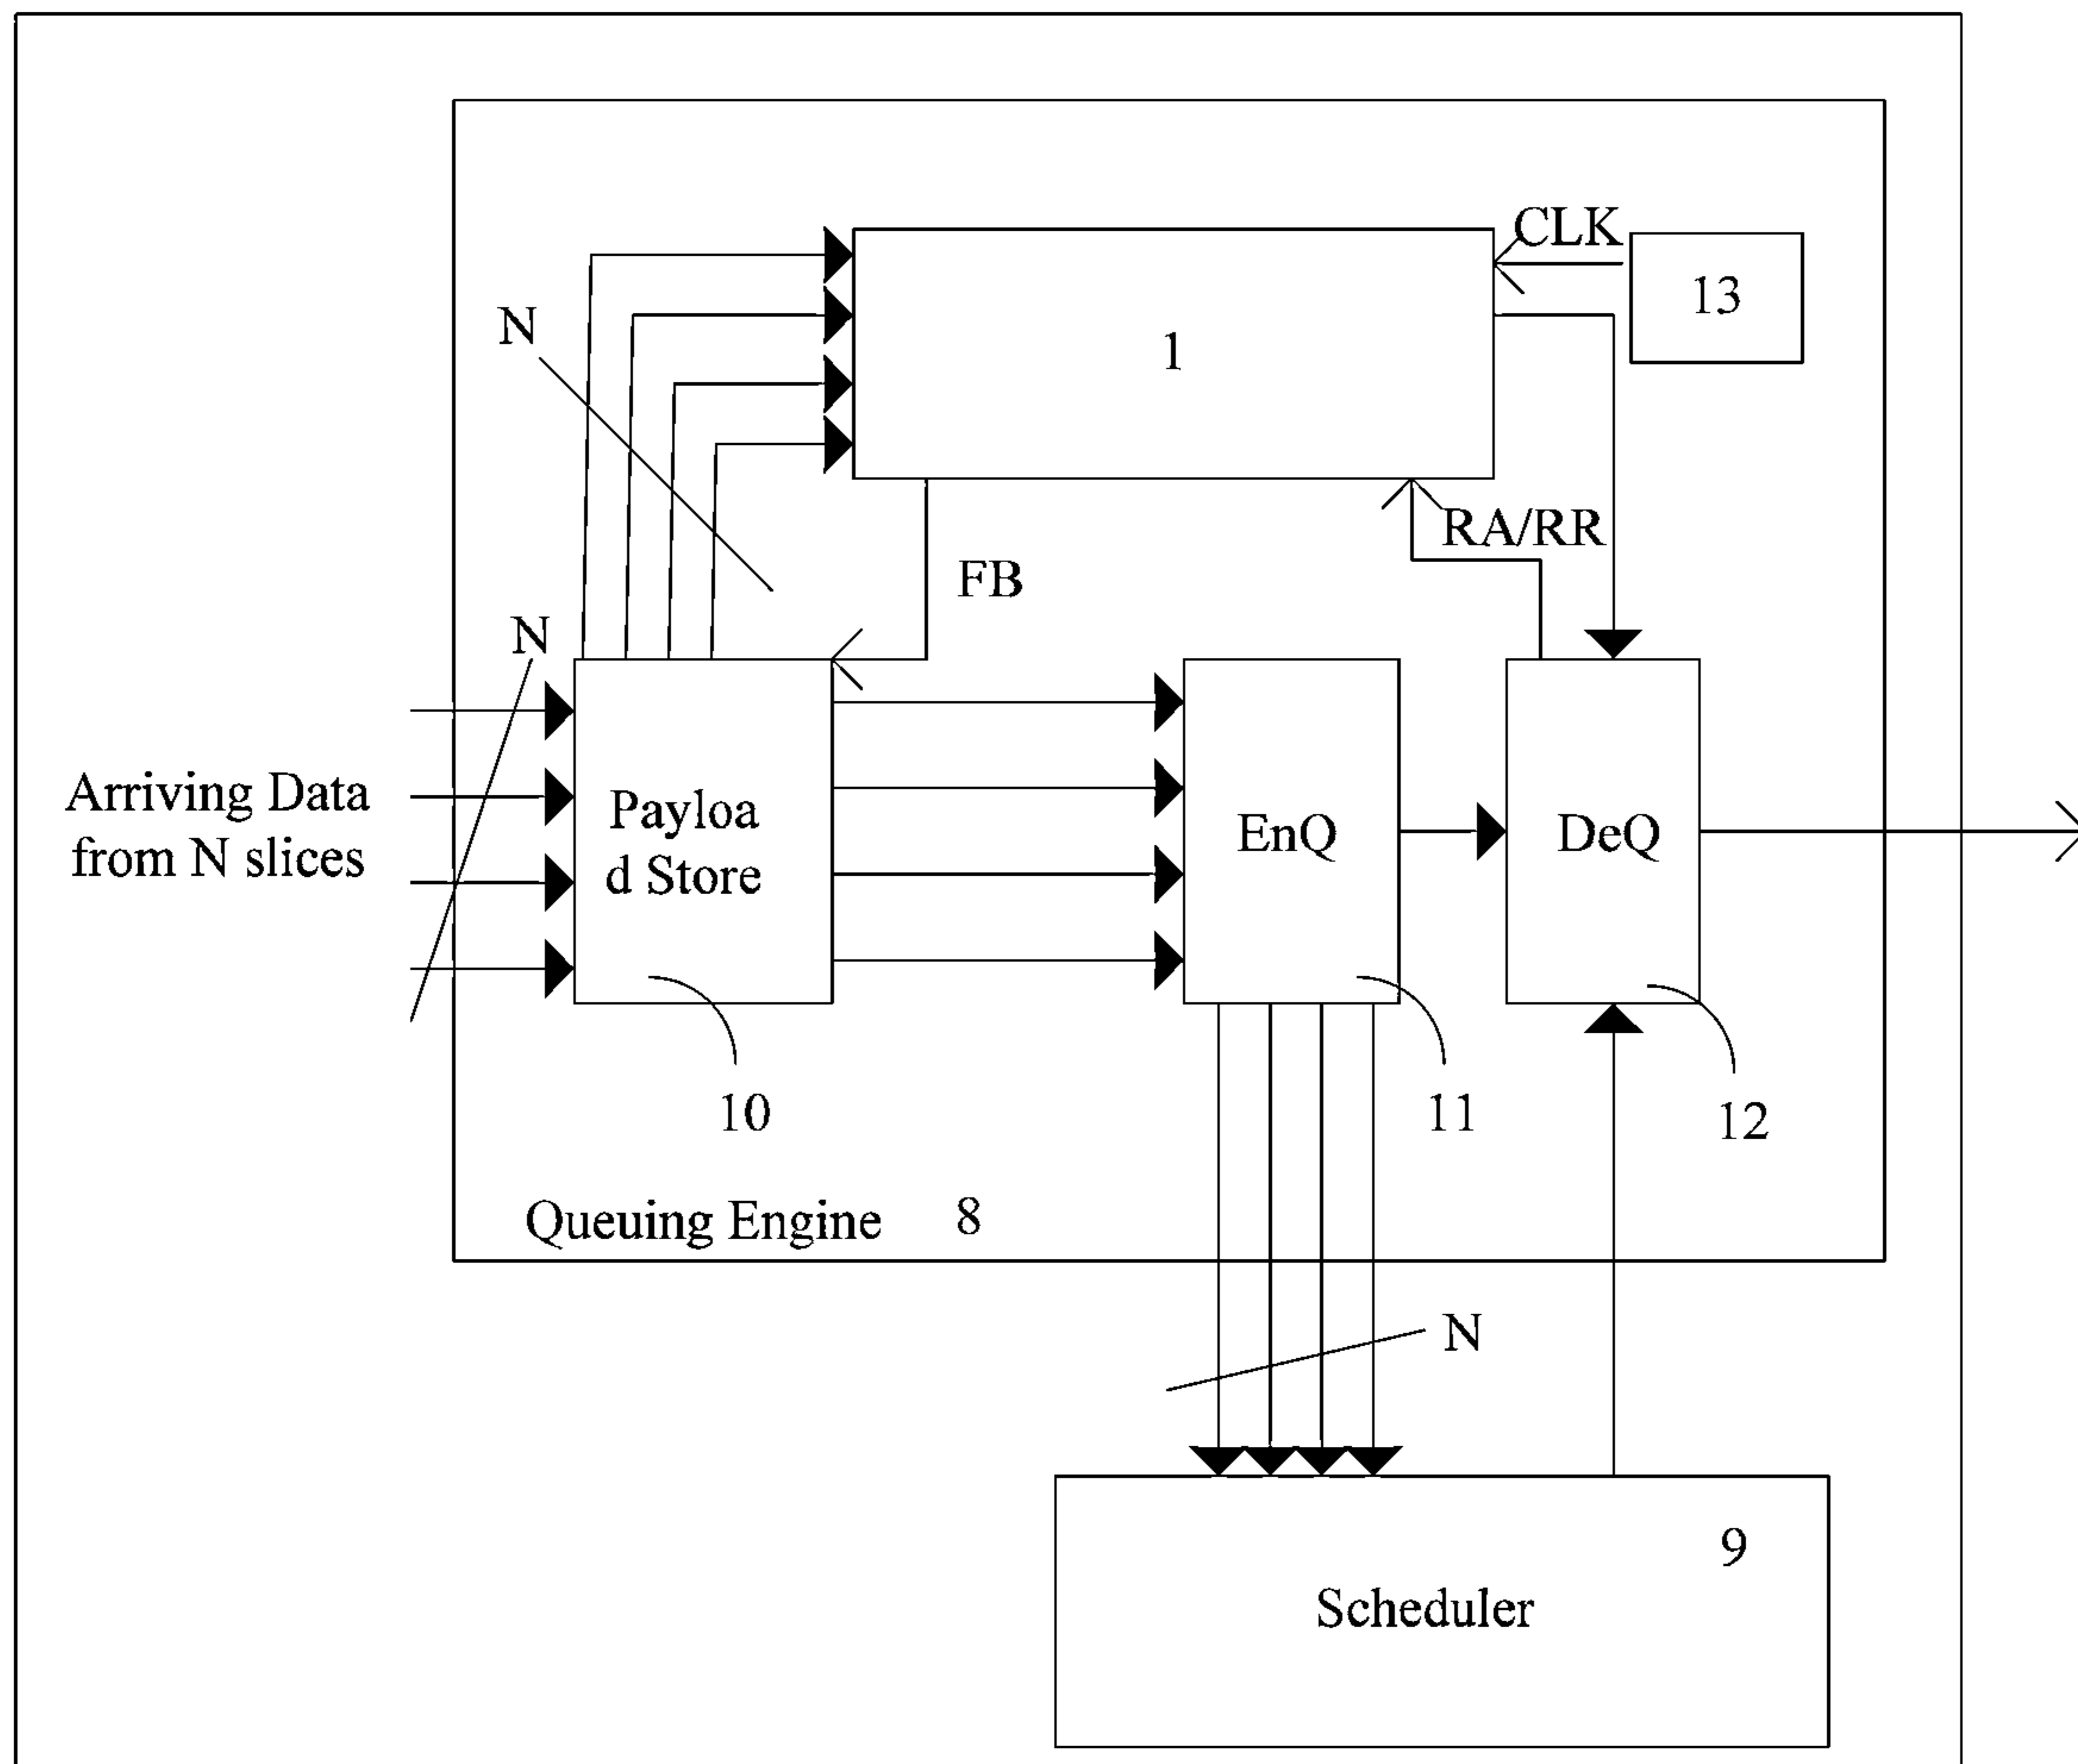 CLK
13
N
1
RA/RR
FB
N
Arriving Data
from N slices
Payloa
d Store
EnQ
DeQ
10
11
12
Queuing Engine 8
N
9
Scheduler